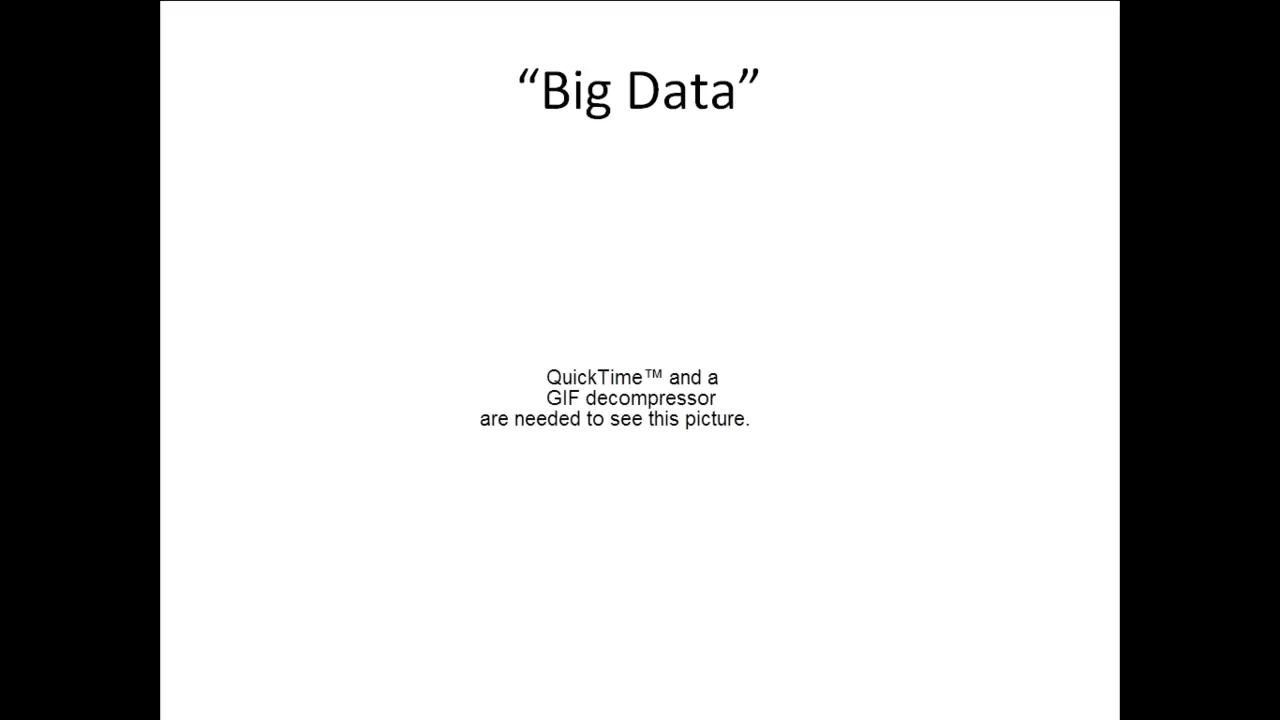 “Big Data”
QuickTime™ and a
GIF decompressor
are needed to see this picture.